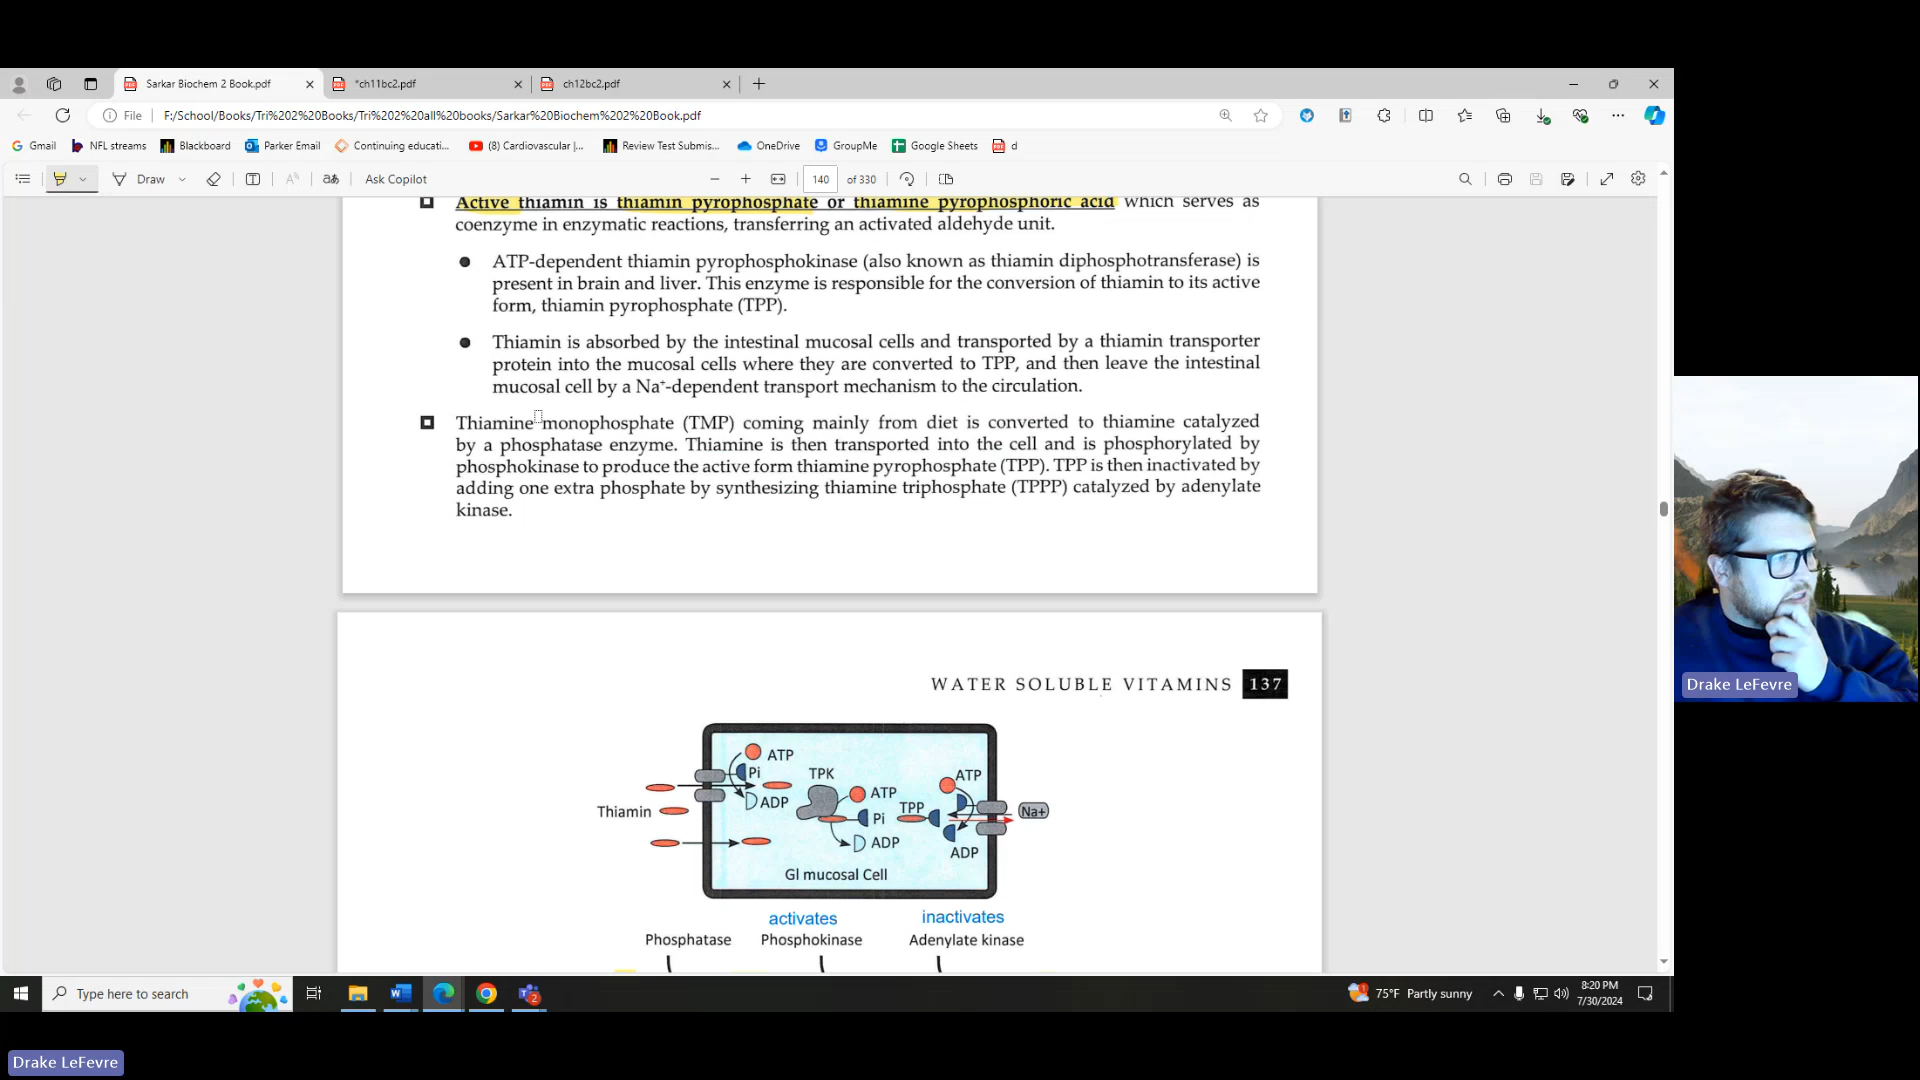 Sarkar Biochem 2 Book.pdf
*ch11bc2.pdf
ch12bc2.pdf
File
F:/School/Books/Tri%202%20Books/Tri%202%20all%20books/Sarkar%20Biochem%202%20Book.pdf
Gmail
NFL streams
Blackboard
Parker Email
Continuing educati...
(8) Cardiovascular |...
Review Test Submis...
OneDrive
GroupMe
Google Sheets
d
Draw
Ask Copilot
140
of 330
Active thiamin is thiamin pyrophosphate or thiamine pyrophosphoric acid which serves as
coenzyme in enzymatic reactions, transferring an activated aldehyde unit.
ATP-dependent thiamin pyrophosphokinase (also known as thiamin diphosphotransferase) is
present in brain and liver. This enzyme is responsible for the conversion of thiamin to its active
form, thiamin pyrophosphate (TPP).
Thiamin is absorbed by the intestinal mucosal cells and transported by a thiamin transporter
protein into the mucosal cells where they are converted to TPP, and then leave the intestinal
mucosal cell by a Na+-dependent transport mechanism to the circulation.
Thiamine monophosphate (TMP) coming mainly from diet is converted to thiamine catalyzed
by a phosphatase enzyme. Thiamine is then transported into the cell and is phosphorylated by
phosphokinase to produce the active form thiamine pyrophosphate (TPP). TPP is then inactivated by
adding one extra phosphate by synthesizing thiamine triphosphate (TPPP) catalyzed by adenylate
kinase.
WATER SOLUBLE VITAMINS 137
ATP
Pi
ADP
TPK
ATP
Pi
ADP
TPP
ATP
ADP
Na+
Thiamin
GI mucosal Cell
activates
inactivates
Phosphatase
Phosphokinase
Adenylate kinase
Type here to search
2
1
75°F Partly sunny
8:20 PM
7/30/2024
Drake LeFevre
Drake LeFevre